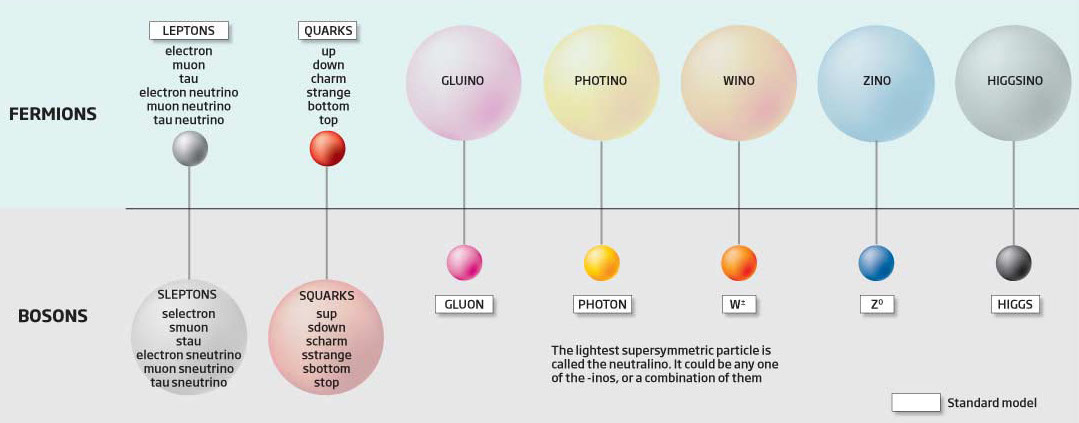 FERMIONS
LEPTONS
electron
muon
tau
electron neutrino
muon neutrino
tau neutrino
QUARKS
up
down
charm
strange
bottom
top
GLUINO
PHOTINO
WINO
ZINO
HIGGSINO
BOSONS
SLEPTONS
selectron
smuon
stau
electron sneutrino
muon sneutrino
tau sneutrino
SQUARKS
sup
sdown
scharm
sstrange
sbottom
stop
GLUON
PHOTON
W±
Z⁰
HIGGS
The lightest supersymmetric particle is
called the neutralino. It could be any one
of the -inos, or a combination of them
Standard model